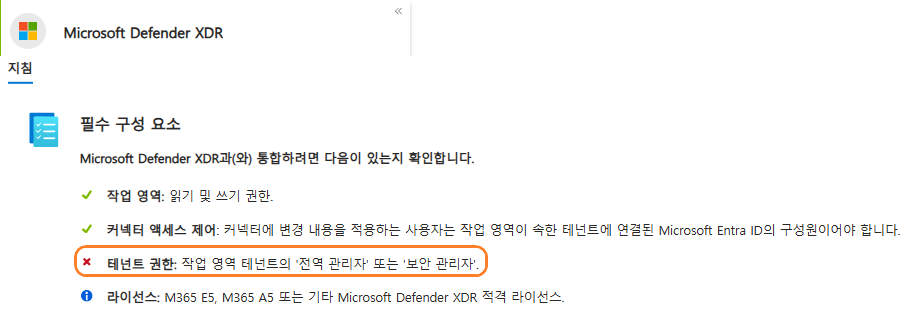 «
Microsoft Defender XDR
지침
필수 구성 요소
Microsoft Defender XDR과(와) 통합하려면 다음이 있는지 확인합니다.
작업 영역: 읽기 및 쓰기 권한.
커넥터 액세스 제어: 커넥터에 변경 내용을 적용하는 사용자는 작업 영역이 속한 테넌트에 연결된 Microsoft Entra ID의 구성원이어야 합니다.
테넌트 권한: 작업 영역 테넌트의 '전역 관리자' 또는 '보안 관리자'.
라이선스: M365 E5, M365 A5 또는 기타 Microsoft Defender XDR 적격 라이선스.